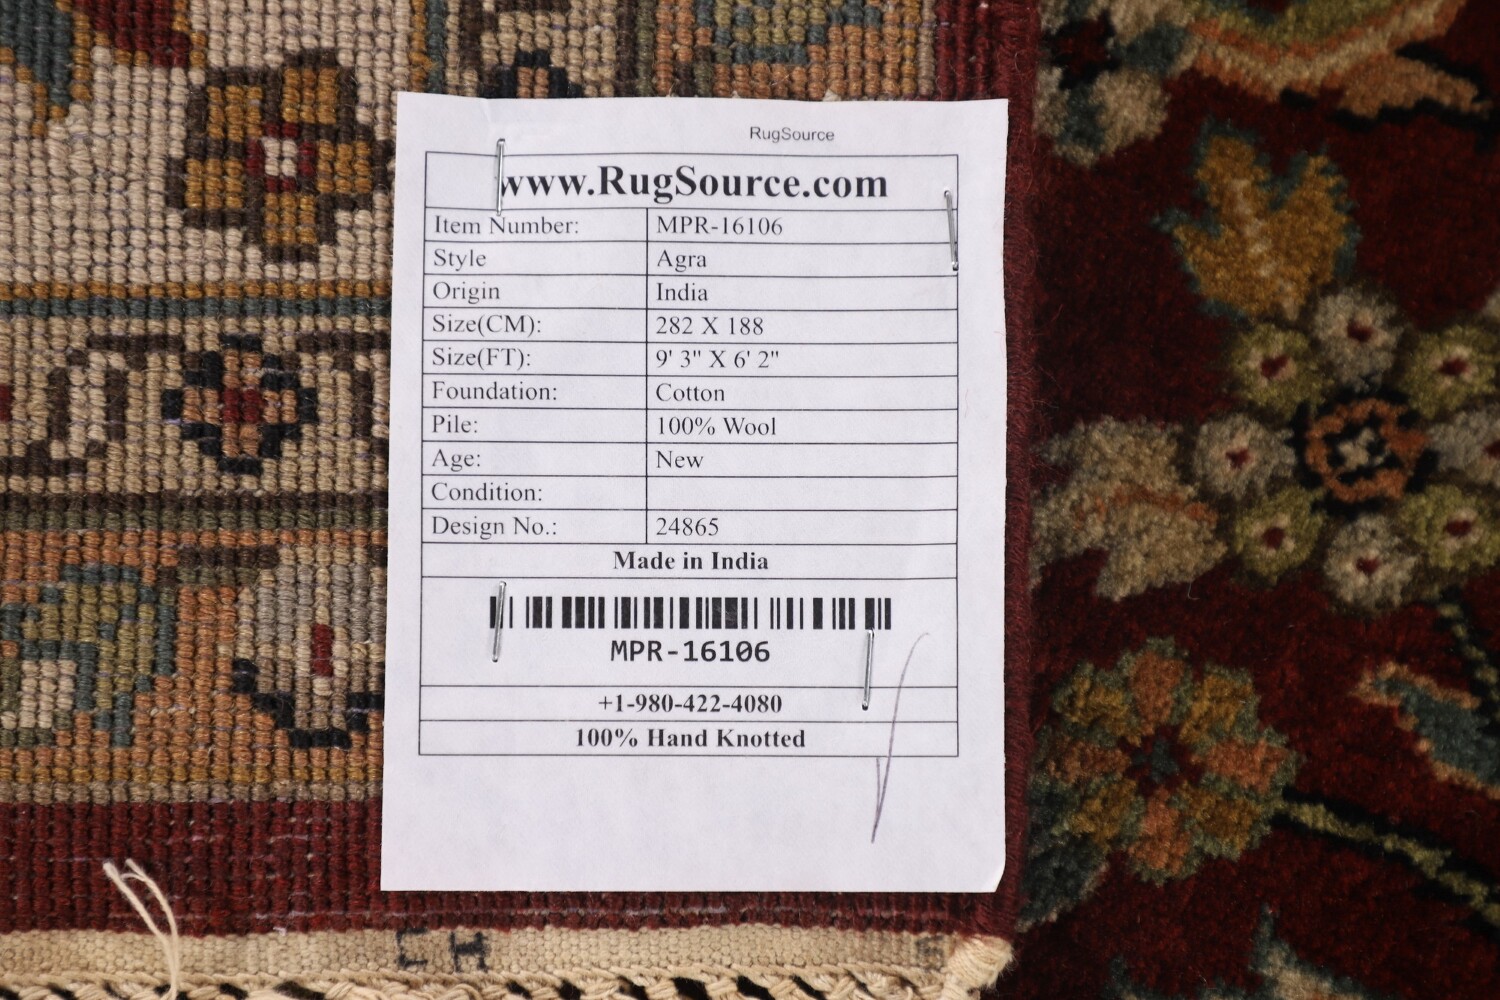 RugSource
www.RugSource.com
Item Number: MPR-16106
Style Agra
Origin India
Size(CM): 282 X 188
Size(FT): 9' 3" X 6' 2"
Foundation: Cotton
Pile: 100% Wool
Age: New
Condition:
Design No.: 24865
Made in India
MPR-16106
+1-980-422-4080
100% Hand Knotted
CH